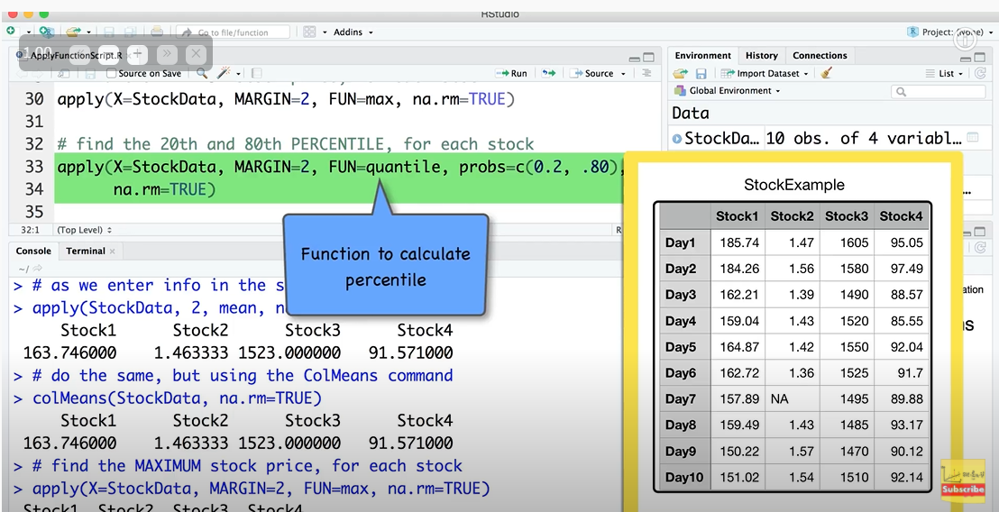 RStudio
Go to file/function
Addins
Project: (None)
1.00
ApplyFunctionScript.R
Source on Save
Run
Source
30 apply(X=StockData, MARGIN=2, FUN=max, na.rm=TRUE)
31
32 # find the 20th and 80th PERCENTILE, for each stock
33 apply(X=StockData, MARGIN=2, FUN=quantile, probs=c(0.2, .80),
34 na.rm=TRUE)
35
32:1 (Top Level) R
Function to calculate
percentile
Console Terminal
~/
> # as we enter info in the s
> apply(StockData, 2, mean, n
Stock1 Stock2 Stock3 Stock4
163.746000 1.463333 1523.000000 91.571000
> # do the same, but using the ColMeans command
> colMeans(StockData, na.rm=TRUE)
Stock1 Stock2 Stock3 Stock4
163.746000 1.463333 1523.000000 91.571000
> # find the MAXIMUM stock price, for each stock
> apply(X=StockData, MARGIN=2, FUN=max, na.rm=TRUE)
Stock1 Stock2 Stock3 Stock4
Environment History Connections
Import Dataset List
Global Environment
Data
StockDa… 10 obs. of 4 variabl…
StockExample
Stock1 Stock2 Stock3 Stock4
Day1 185.74 1.47 1605 95.05
Day2 184.26 1.56 1580 97.49
Day3 162.21 1.39 1490 88.57
Day4 159.04 1.43 1520 85.55
Day5 164.87 1.42 1550 92.04
Day6 162.72 1.36 1525 91.7
Day7 157.89 NA 1495 89.88
Day8 159.49 1.43 1485 93.17
Day9 150.22 1.57 1470 90.12
Day10 151.02 1.54 1510 92.14
Subscribe